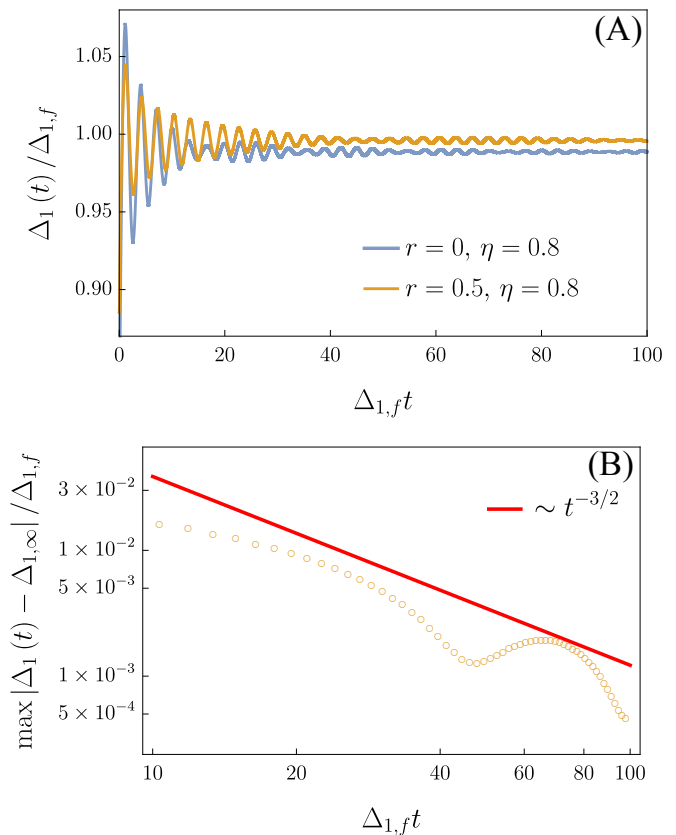 (A)
1.05
1.00
0.95
0.90
Δ₁(t)/Δ₁,f
r = 0, η = 0.8
r = 0.5, η = 0.8
0 20 40 60 80 100
Δ₁,f t
(B)
3 × 10⁻²
1 × 10⁻²
5 × 10⁻³
1 × 10⁻³
5 × 10⁻⁴
max |Δ₁(t) − Δ₁,∞| /Δ₁,f
∼ t⁻³/²
10 20 40 60 80 100
Δ₁,f t